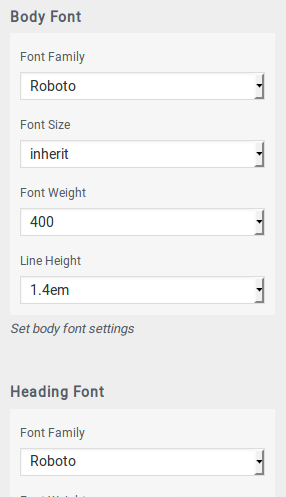 Body Font
Font Family
Roboto
Font Size
inherit
Font Weight
400
Line Height
1.4em
Set body font settings
Heading Font
Font Family
Roboto